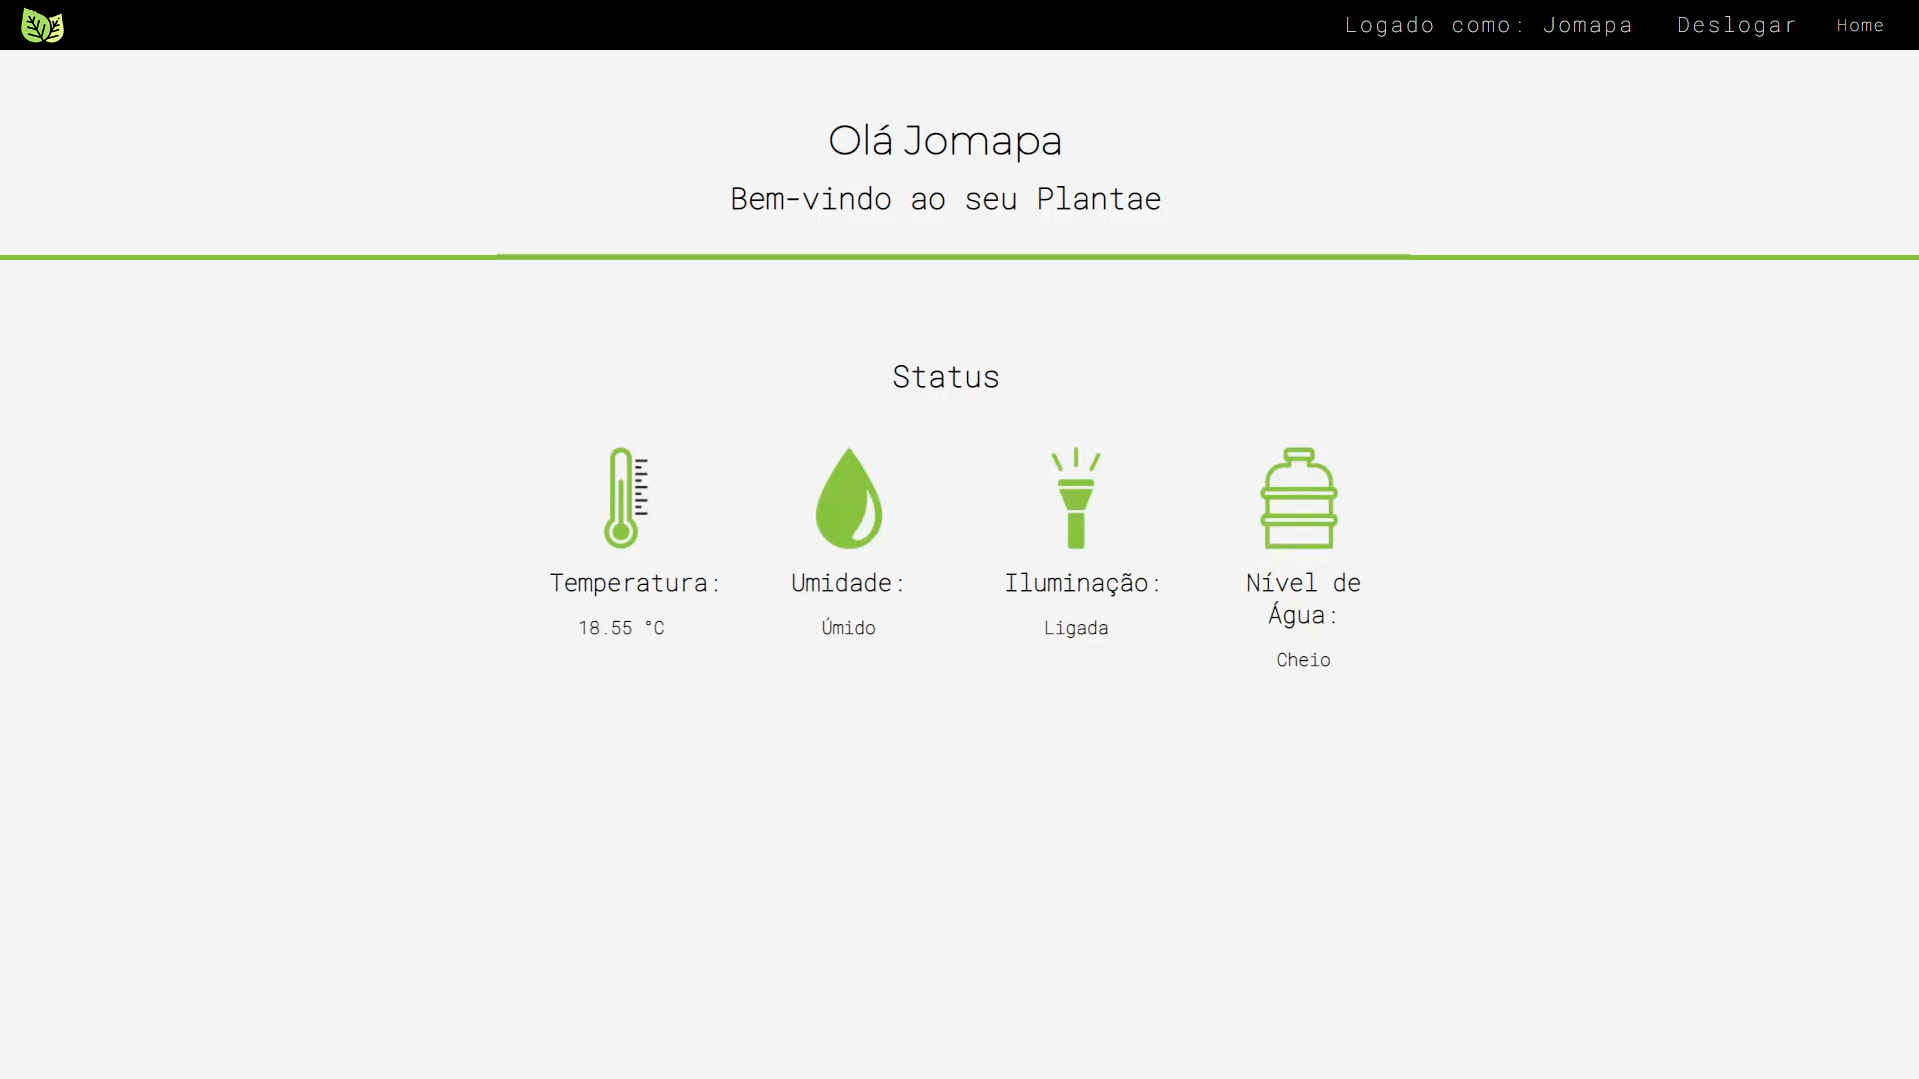 Logado como: Jomapa Deslogar Home
Olá Jomapa
Bem-vindo ao seu Plantae
Status
Temperatura:
18.55 °C
Umidade:
Úmido
Iluminação:
Ligada
Nível de
Água:
Cheio